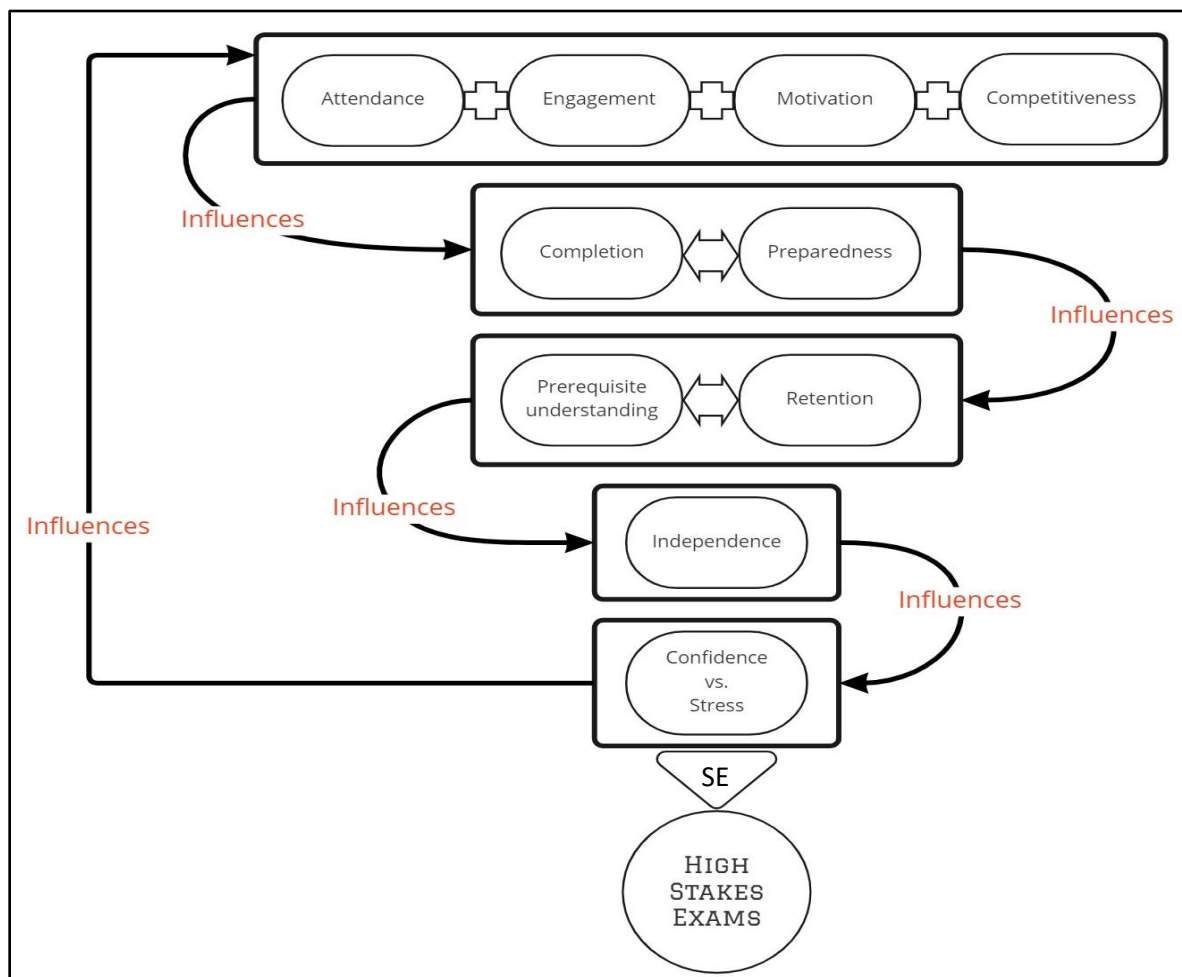 Attendance
Engagement
Motivation
Competitiveness
Influences
Completion
Preparedness
Influences
Prerequisite
understanding
Retention
Influences
Influences
Independence
Influences
Confidence
vs.
Stress
SE
HIGH
STAKES
EXAMS